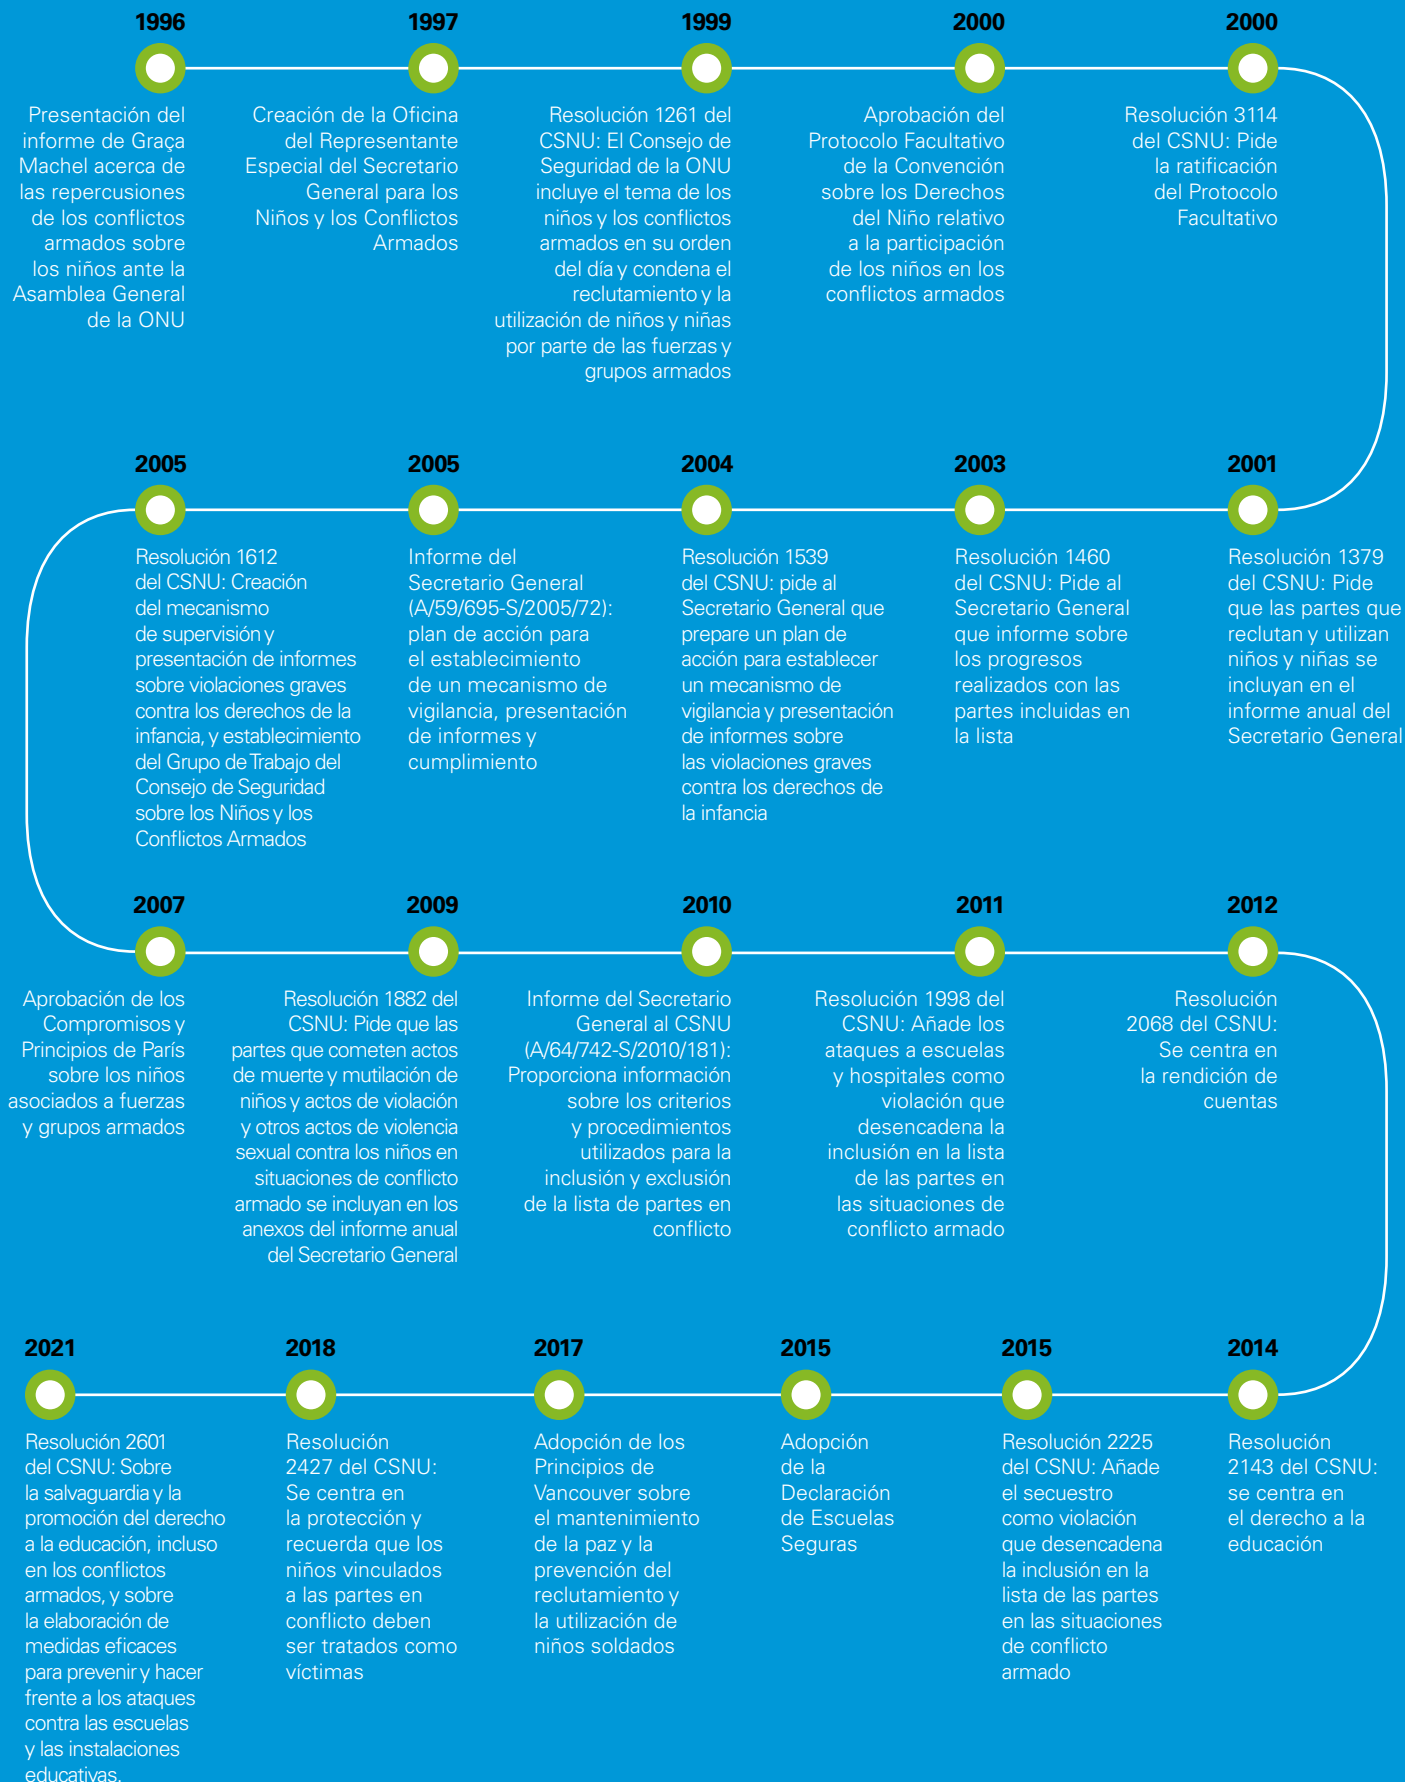 1996
Presentación del
informe de Graça
Machel acerca de
las repercusiones
de los conflictos
armados sobre
los niños ante la
Asamblea General
de la ONU
1997
Creación de la Oficina
del Representante
Especial del Secretario
General para los
Niños y los Conflictos
Armados
1999
Resolución 1261 del
CSNU: El Consejo de
Seguridad de la ONU
incluye el tema de los
niños y los conflictos
armados en su orden
del día y condena el
reclutamiento y la
utilización de niños y niñas
por parte de las fuerzas y
grupos armados
2000
Aprobación del
Protocolo Facultativo
de la Convención
sobre los Derechos
del Niño relativo
a la participación
de los niños en los
conflictos armados
2000
Resolución 3114
del CSNU: Pide
la ratificación
del Protocolo
Facultativo
2001
Resolución 1379
del CSNU: Pide
que las partes que
reclutan y utilizan
niños y niñas se
incluyan en el
informe anual del
Secretario General
2003
Resolución 1460
del CSNU: Pide al
Secretario General
que informe sobre
los progresos
realizados con las
partes incluidas en
la lista
2004
Resolución 1539
del CSNU: pide al
Secretario General que
prepare un plan de
acción para establecer
un mecanismo de
vigilancia y presentación
de informes sobre
las violaciones graves
contra los derechos de
la infancia
2005
Informe del
Secretario General
(A/59/695-S/2005/72):
plan de acción para
el establecimiento
de un mecanismo de
vigilancia, presentación
de informes y
cumplimiento
2005
Resolución 1612
del CSNU: Creación
del mecanismo
de supervisión y
presentación de informes
sobre violaciones graves
contra los derechos de la
infancia, y establecimiento
del Grupo de Trabajo del
Consejo de Seguridad
sobre los Niños y los
Conflictos Armados
2007
Aprobación de los
Compromisos y
Principios de París
sobre los niños
asociados a fuerzas
y grupos armados
2009
Resolución 1882 del
CSNU: Pide que las
partes que cometen actos
de muerte y mutilación de
niños y actos de violación
y otros actos de violencia
sexual contra los niños en
situaciones de conflicto
armado se incluyan en los
anexos del informe anual
del Secretario General
2010
Informe del Secretario
General al CSNU
(A/64/742-S/2010/181):
Proporciona información
sobre los criterios
y procedimientos
utilizados para la
inclusión y exclusión
de la lista de partes en
conflicto
2011
Resolución 1998 del
CSNU: Añade los
ataques a escuelas
y hospitales como
violación que
desencadena la
inclusión en la lista
de las partes en
las situaciones de
conflicto armado
2012
Resolución
2068 del CSNU:
Se centra en
la rendición de
cuentas
2014
Resolución
2143 del CSNU:
se centra en
el derecho a la
educación
2015
Resolución 2225
del CSNU: Añade
el secuestro
como violación
que desencadena
la inclusión en la
lista de las partes
en las situaciones
de conflicto
armado
2015
Adopción
de la
Declaración
de Escuelas
Seguras
2017
Adopción de los
Principios de
Vancouver sobre
el mantenimiento
de la paz y la
prevención del
reclutamiento y
la utilización de
niños soldados
2018
Resolución
2427 del CSNU:
Se centra en
la protección y
recuerda que los
niños vinculados
a las partes en
conflicto deben
ser tratados como
víctimas
2021
Resolución 2601
del CSNU: Sobre
la salvaguardia y la
promoción del derecho
a la educación, incluso
en los conflictos
armados, y sobre
la elaboración de
medidas eficaces
para prevenir y hacer
frente a los ataques
contra las escuelas
y las instalaciones
educativas.